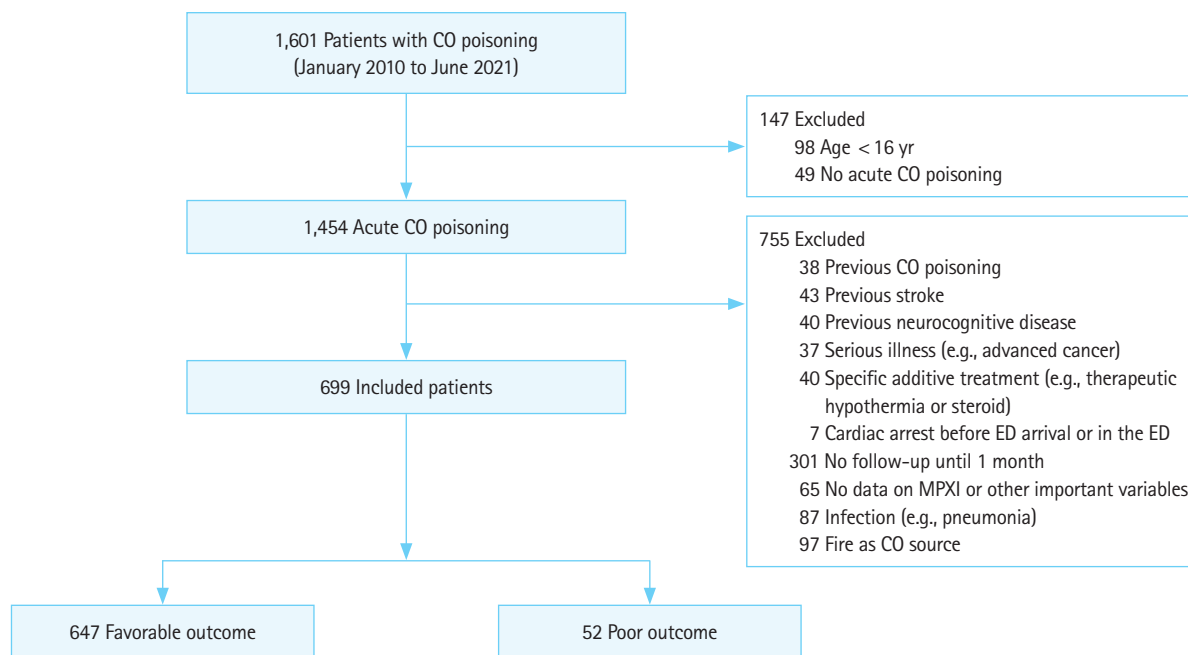 1,601 Patients with CO poisoning
(January 2010 to June 2021)
147 Excluded
98 Age < 16 yr
49 No acute CO poisoning
1,454 Acute CO poisoning
755 Excluded
38 Previous CO poisoning
43 Previous stroke
40 Previous neurocognitive disease
37 Serious illness (e.g., advanced cancer)
40 Specific additive treatment (e.g., therapeutic
hypothermia or steroid)
7 Cardiac arrest before ED arrival or in the ED
301 No follow-up until 1 month
65 No data on MPXI or other important variables
87 Infection (e.g., pneumonia)
97 Fire as CO source
699 Included patients
647 Favorable outcome
52 Poor outcome